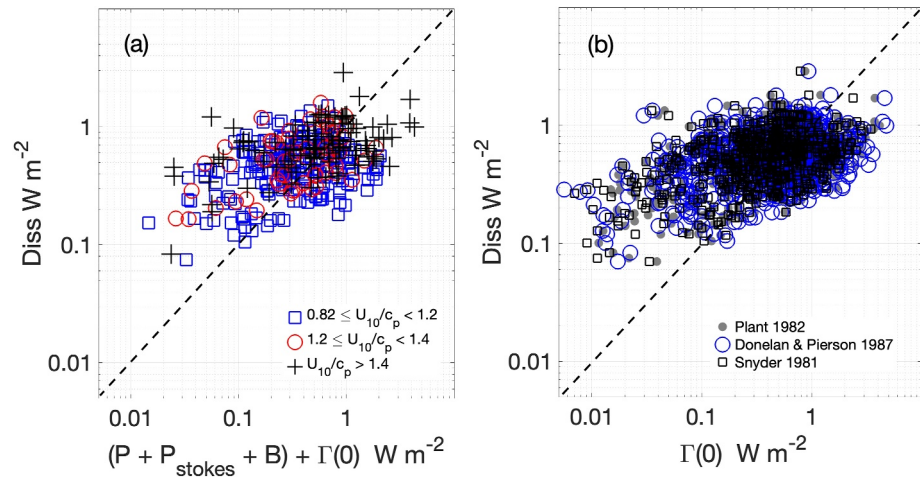 (a)
Diss W m-2
1
0.1
0.01
0.82 ≤ U10/cp < 1.2
1.2 ≤ U10/cp < 1.4
U10/cp > 1.4
0.01 0.1 1
(P + Pstokes + B) + Γ(0) W m-2
(b)
Diss W m-2
1
0.1
0.01
Plant 1982
Donelan & Pierson 1987
Snyder 1981
0.01 0.1 1
Γ(0) W m-2